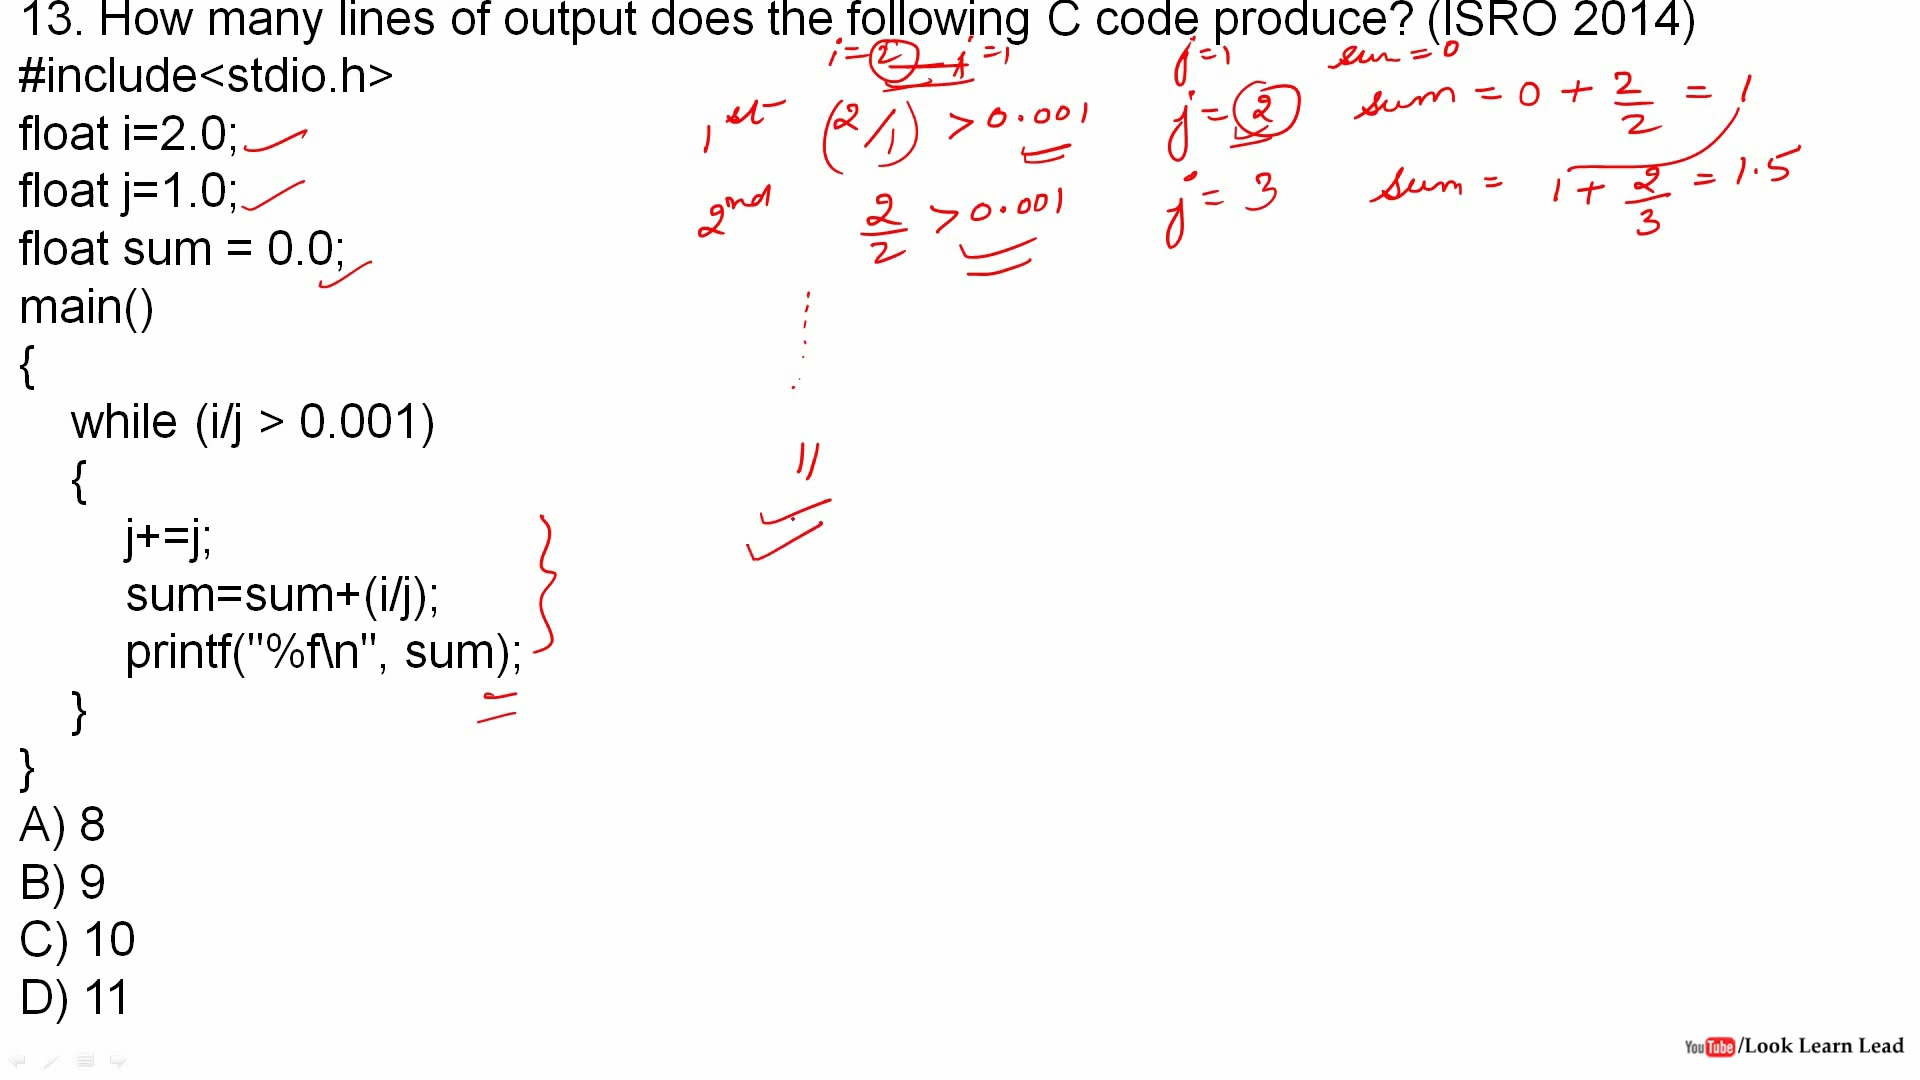 13. How many lines of output does the following C code produce? (ISRO 2014)
#include<stdio.h>
float i=2.0;
float j=1.0;
float sum = 0.0;
main()
{
while (i/j > 0.001)
{
j+=j;
sum=sum+(i/j);
printf("%f\n", sum);
}
}
A) 8
B) 9
C) 10
D) 11
i=2 j=1
j=1 sum=0
1st (2/1) > 0.001 j=2 sum = 0 + 2/2 = 1
2nd 2/2 > 0.001 j=3 sum = 1 + 2/3 = 1.5
11
YouTube/Look Learn Lead